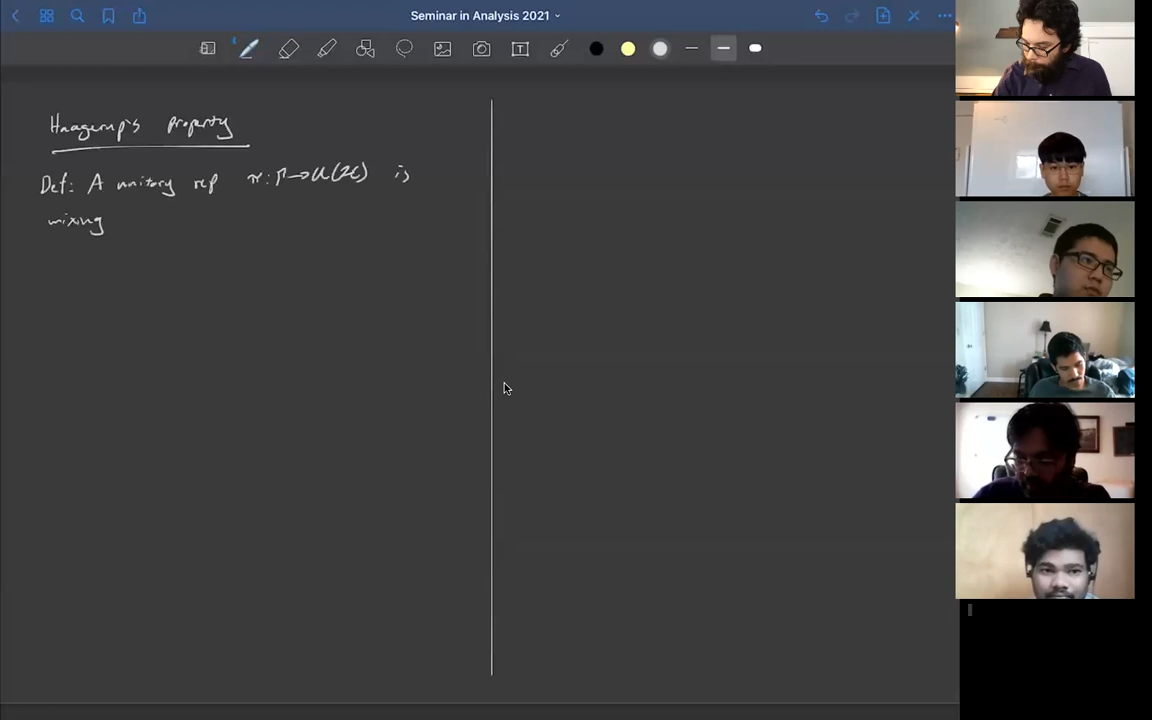 Seminar in Analysis 2021
Haagerup's property
Def: A unitary rep π: Γ→U(ℋ) is
mixing